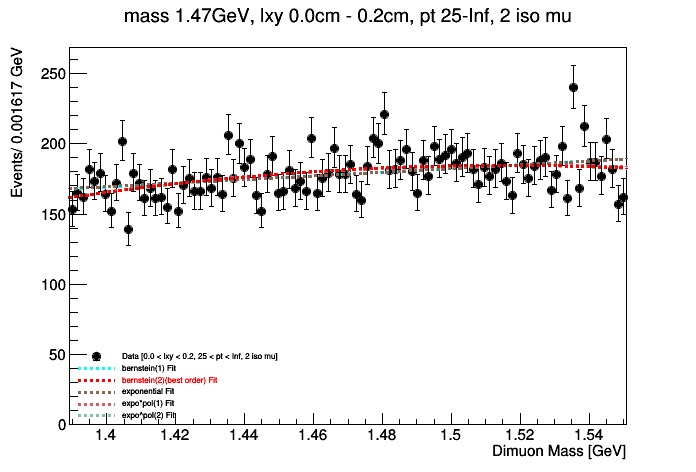 mass 1.47GeV, lxy 0.0cm - 0.2cm, pt 25-Inf, 2 iso mu
Events/ 0.001617 GeV
250
200
150
100
50
0
Data [0.0 < lxy < 0.2, 25 < pt < Inf, 2 iso mu]
bernstein(1) Fit
bernstein(2)(best order) Fit
exponential Fit
expo*pol(1) Fit
expo*pol(2) Fit
1.4 1.42 1.44 1.46 1.48 1.5 1.52 1.54
Dimuon Mass [GeV]